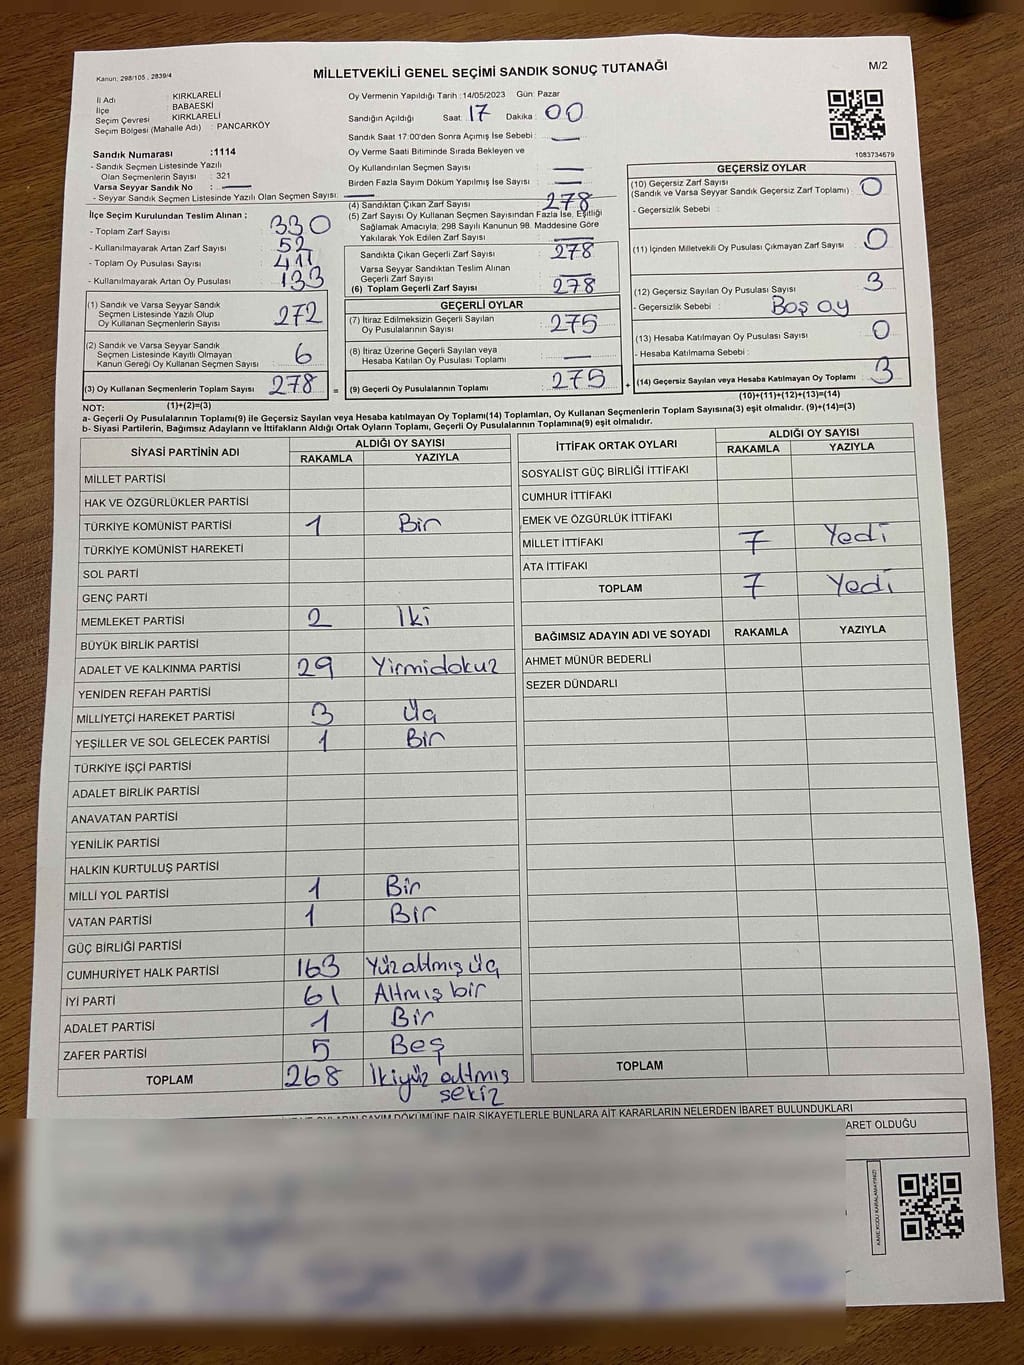 Kanun: 298/105 , 2839/4
MİLLETVEKİLİ GENEL SEÇİMİ SANDIK SONUÇ TUTANAĞI
M/2
İl Adı : KIRKLARELİ
İlçe : BABAESKİ
Seçim Çevresi : KIRKLARELİ
Seçim Bölgesi (Mahalle Adı) : PANCARKÖY
Sandık Numarası :1114
- Sandık Seçmen Listesinde Yazılı
Olan Seçmenlerin Sayısı : 321
Varsa Seyyar Sandık No : —
- Seyyar Sandık Seçmen Listesinde Yazılı Olan Seçmen Sayısı: —
İlçe Seçim Kurulundan Teslim Alınan ;
- Toplam Zarf Sayısı : 330
- Kullanılmayarak Artan Zarf Sayısı : 52
- Toplam Oy Pusulası Sayısı : 411
- Kullanılmayarak Artan Oy Pusulası : 133
(1) Sandık ve Varsa Seyyar Sandık
Seçmen Listesinde Yazılı Olup
Oy Kullanan Seçmenlerin Sayısı : 272
(2) Sandık ve Varsa Seyyar Sandık
Seçmen Listesinde Kayıtlı Olmayan
Kanun Gereği Oy Kullanan Seçmen Sayısı : 6
(3) Oy Kullanan Seçmenlerin Toplam Sayısı : 278 =
(1)+(2)=(3)
Oy Vermenin Yapıldığı Tarih :14/05/2023 Gün: Pazar
Sandığın Açıldığı Saat : 17 Dakika : 00
Sandık Saat 17:00'den Sonra Açımış İse Sebebi : —
Oy Verme Saati Bitiminde Sırada Bekleyen ve
Oy Kullandırılan Seçmen Sayısı : —
Birden Fazla Sayım Döküm Yapılmış İse Sayısı : —
(4) Sandıktan Çıkan Zarf Sayısı : 278
(5) Zarf Sayısı Oy Kullanan Seçmen Sayısından Fazla İse, Eşitliği
Sağlamak Amacıyla, 298 Sayılı Kanunun 98. Maddesine Göre
Yakılarak Yok Edilen Zarf Sayısı : —
Sandıkta Çıkan Geçerli Zarf Sayısı : 278
Varsa Seyyar Sandıktan Teslim Alınan
Geçerli Zarf Sayısı : —
(6) Toplam Geçerli Zarf Sayısı : 278
GEÇERLİ OYLAR
(7) İtiraz Edilmeksizin Geçerli Sayılan
Oy Pusulalarının Sayısı : 275
(8) İtiraz Üzerine Geçerli Sayılan veya
Hesaba Katılan Oy Pusulası Toplamı : —
(9) Geçerli Oy Pusulalarının Toplamı : 275 +
1083734679
GEÇERSİZ OYLAR
(10) Geçersiz Zarf Sayısı
(Sandık ve Varsa Seyyar Sandık Geçersiz Zarf Toplamı) : 0
- Geçersizlik Sebebi :
(11) İçinden Milletvekili Oy Pusulası Çıkmayan Zarf Sayısı : 0
(12) Geçersiz Sayılan Oy Pusulası Sayısı : 3
- Geçersizlik Sebebi : Boş oy
(13) Hesaba Katılmayan Oy Pusulası Sayısı : 0
- Hesaba Katılmama Sebebi :
(14) Geçersiz Sayılan veya Hesaba Katılmayan Oy Toplamı : 3
(10)+(11)+(12)+(13)=(14)
NOT:
a- Geçerli Oy Pusulalarının Toplamı(9) ile Geçersiz Sayılan veya Hesaba katılmayan Oy Toplamı(14) Toplamları, Oy Kullanan Seçmenlerin Toplam Sayısına(3) eşit olmalıdır. (9)+(14)=(3)
b- Siyasi Partilerin, Bağımsız Adayların ve İttifakların Aldığı Ortak Oyların Toplamı, Geçerli Oy Pusulalarının Toplamına(9) eşit olmalıdır.
SİYASİ PARTİNİN ADI ALDIĞI OY SAYISI
RAKAMLA YAZIYLA
MİLLET PARTİSİ
HAK VE ÖZGÜRLÜKLER PARTİSİ
TÜRKİYE KOMÜNİST PARTİSİ 1 Bir
TÜRKİYE KOMÜNİST HAREKETİ
SOL PARTİ
GENÇ PARTİ
MEMLEKET PARTİSİ 2 İki
BÜYÜK BİRLİK PARTİSİ
ADALET VE KALKINMA PARTİSİ 29 Yirmidokuz
YENİDEN REFAH PARTİSİ
MİLLİYETÇİ HAREKET PARTİSİ 3 Üç
YEŞİLLER VE SOL GELECEK PARTİSİ 1 Bir
TÜRKİYE İŞÇİ PARTİSİ
ADALET BİRLİK PARTİSİ
ANAVATAN PARTİSİ
YENİLİK PARTİSİ
HALKIN KURTULUŞ PARTİSİ
MİLLİ YOL PARTİSİ 1 Bir
VATAN PARTİSİ 1 Bir
GÜÇ BİRLİĞİ PARTİSİ
CUMHURİYET HALK PARTİSİ 163 Yüzaltmış üç
İYİ PARTİ 61 Altmış bir
ADALET PARTİSİ 1 Bir
ZAFER PARTİSİ 5 Beş
TOPLAM 268 İkiyüz altmış
sekiz
İTTİFAK ORTAK OYLARI ALDIĞI OY SAYISI
RAKAMLA YAZIYLA
SOSYALİST GÜÇ BİRLİĞİ İTTİFAKI
CUMHUR İTTİFAKI
EMEK VE ÖZGÜRLÜK İTTİFAKI
MİLLET İTTİFAKI 7 Yedi
ATA İTTİFAKI
TOPLAM 7 Yedi
BAĞIMSIZ ADAYIN ADI VE SOYADI RAKAMLA YAZIYLA
AHMET MÜNÜR BEDERLİ
SEZER DÜNDARLI
TOPLAM
SAYIM DÖKÜMÜNE DAİR ŞİKAYETLERLE BUNLARA AİT KARARLARIN NELERDEN İBARET BULUNDUKLARI
ARET OLDUĞU
KARE KODU KARALAMAYINIZ!